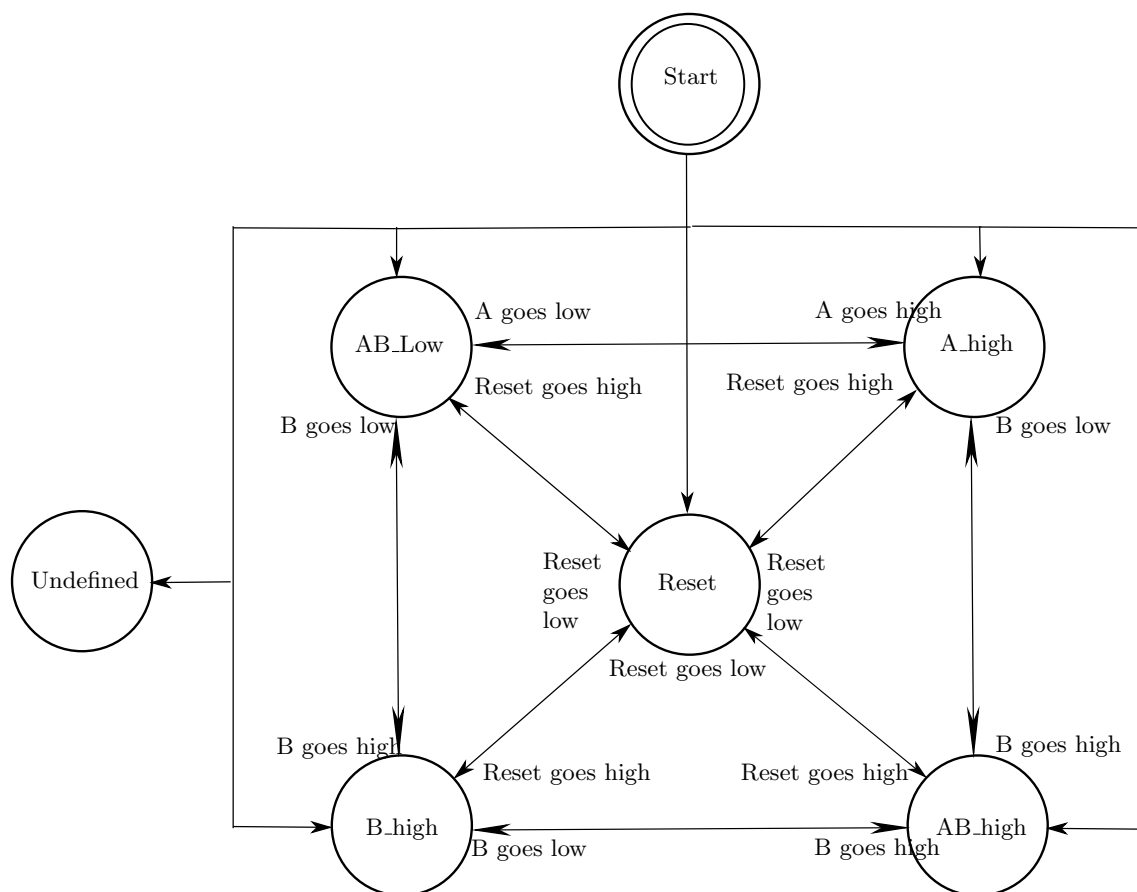 Start
A goes low
A goes high
AB_Low
A_high
Reset goes high
Reset goes high
B goes low
B goes low
Undefined
Reset
goes
low
Reset
Reset
goes
low
Reset goes low
B goes high
B goes high
Reset goes high
Reset goes high
B_high
AB_high
B goes low
B goes high